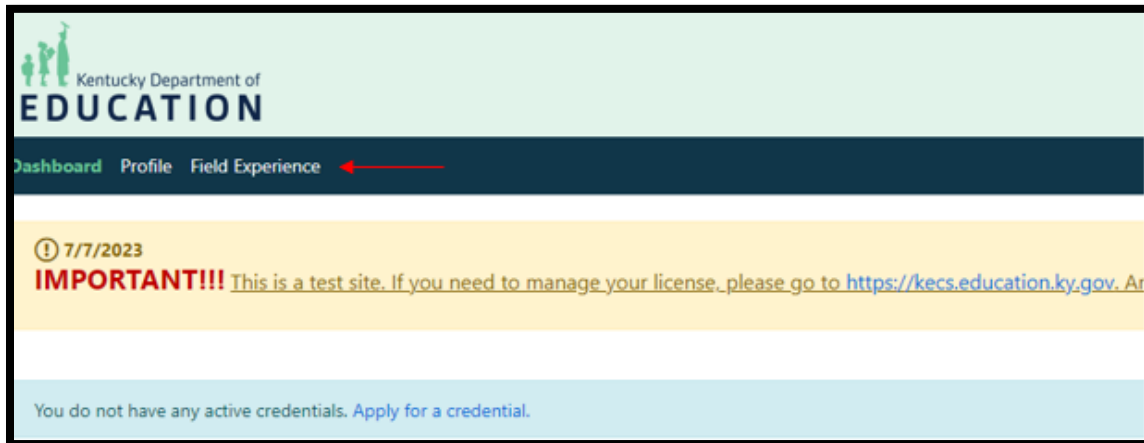 Kentucky Department of
EDUCATION
Dashboard Profile Field Experience
7/7/2023
IMPORTANT!!! This is a test site. If you need to manage your license, please go to https://kecs.education.ky.gov.
You do not have any active credentials. Apply for a credential.